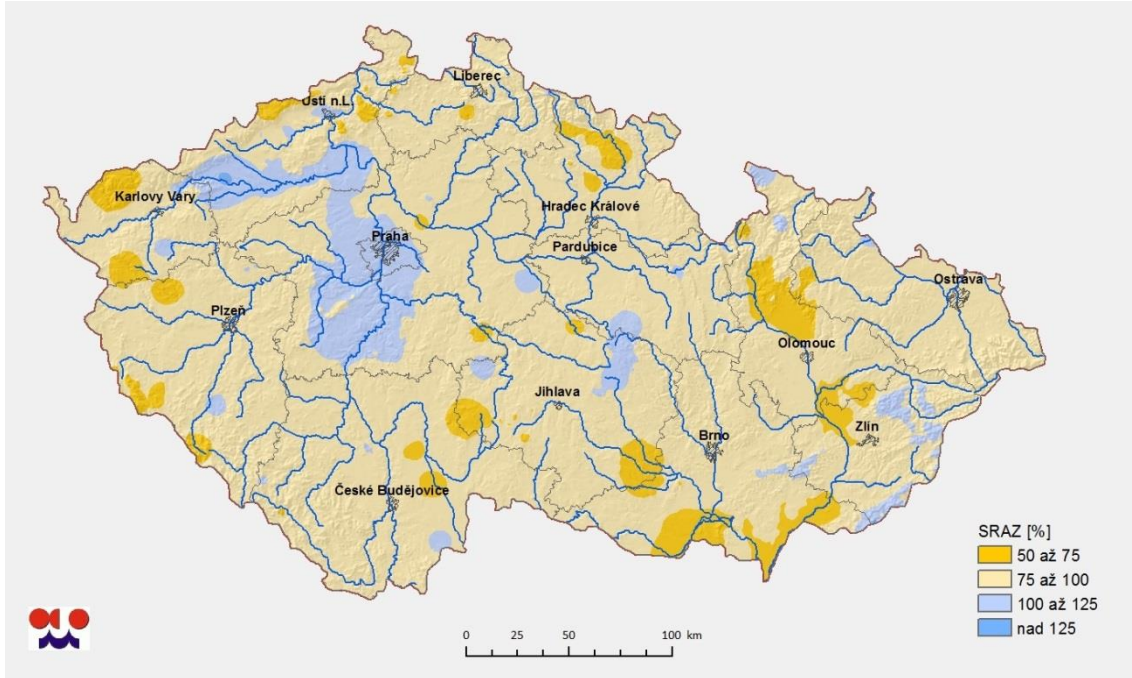 Liberec
Ústí n.L.
Karlovy Vary
Hradec Králové
Praha
Pardubice
Ostrava
Plzeň
Olomouc
Jihlava
Zlín
Brno
České Budějovice
SRAZ [%]
50 až 75
75 až 100
100 až 125
nad 125
0 25 50 100 km